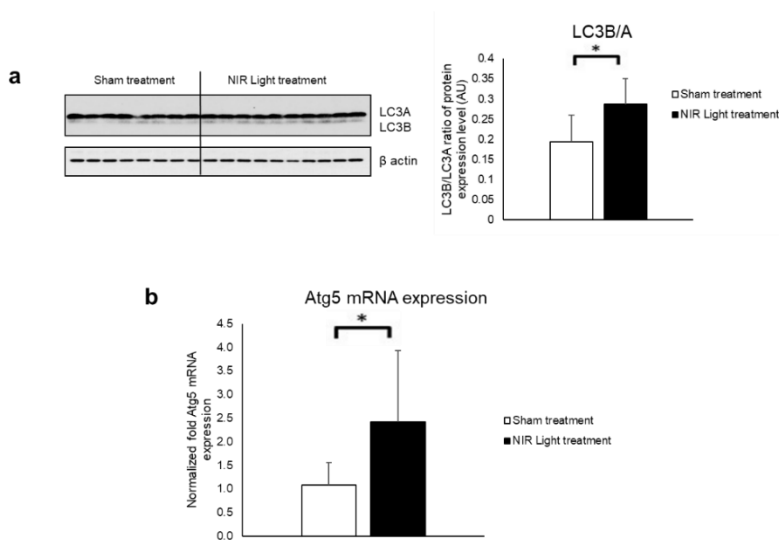 a
Sham treatment
NIR Light treatment
LC3A
LC3B
β actin
LC3B/A
LC3B/LC3A ratio of protein
expression level (AU)
0.4
0.35
0.3
0.25
0.2
0.15
0.1
0.05
0
*
Sham treatment
NIR Light treatment
b
Atg5 mRNA expression
Normalized fold Atg5 mRNA
expression
4.5
4.0
3.5
3.0
2.5
2.0
1.5
1.0
0.5
0.0
*
Sham treatment
NIR Light treatment